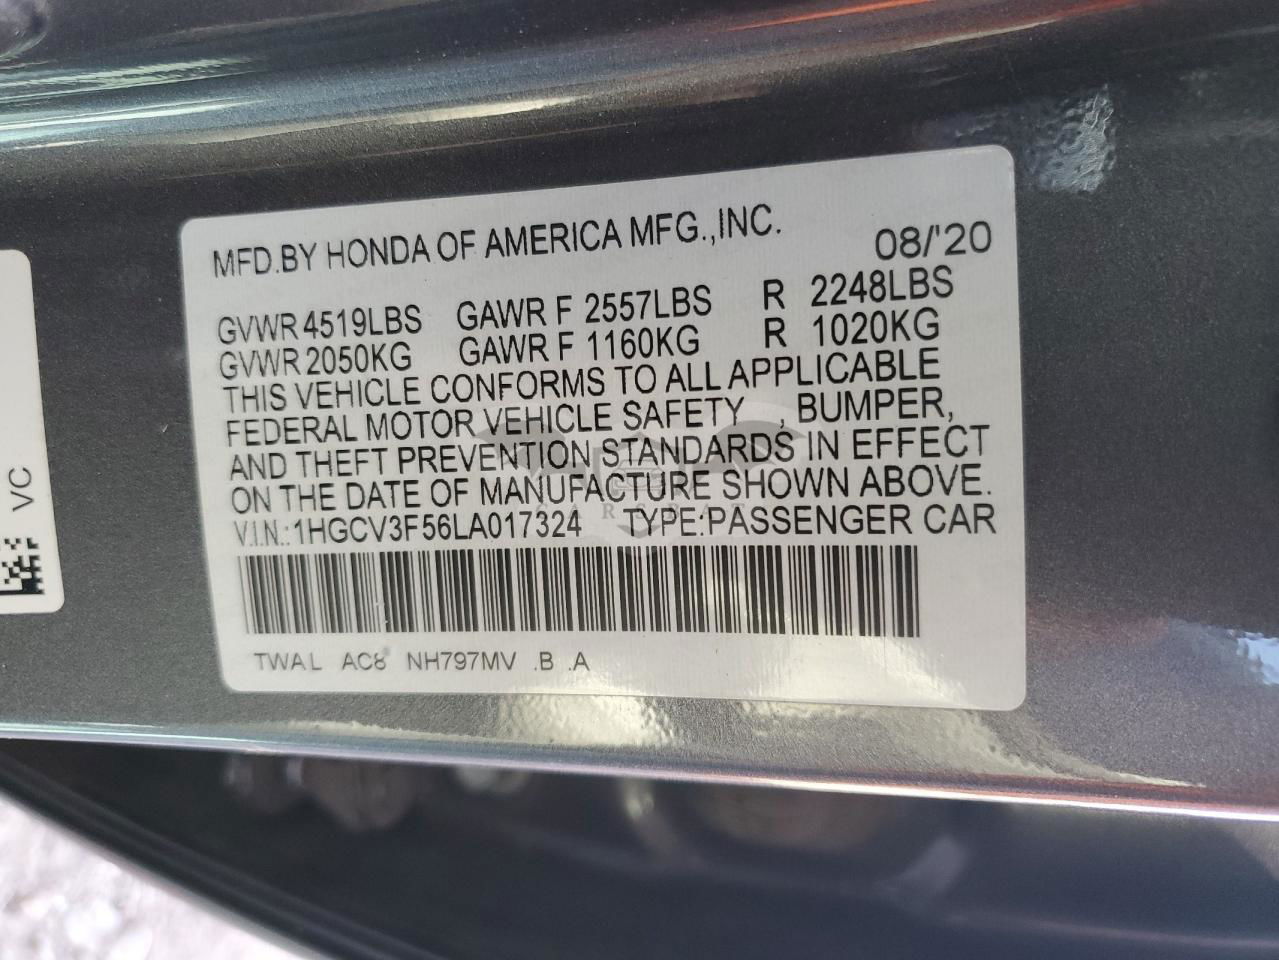 MFD.BY HONDA OF AMERICA MFG.,INC.
08/'20
GVWR 4519LBS GAWR F 2557LBS R 2248LBS
GVWR 2050KG GAWR F 1160KG R 1020KG
THIS VEHICLE CONFORMS TO ALL APPLICABLE
FEDERAL MOTOR VEHICLE SAFETY , BUMPER,
AND THEFT PREVENTION STANDARDS IN EFFECT
ON THE DATE OF MANUFACTURE SHOWN ABOVE.
V.I.N.:1HGCV3F56LA017324 TYPE:PASSENGER CAR
TWAL AC8 NH797MV .B .A
VC